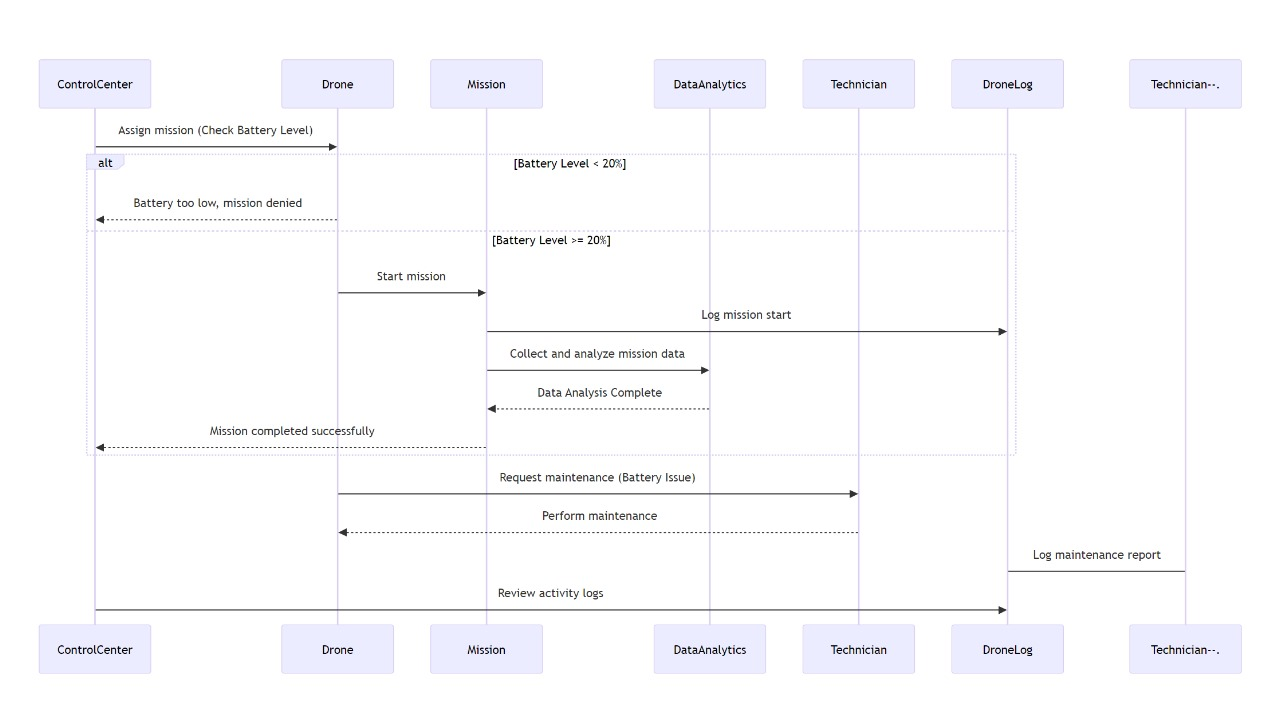 ControlCenter
Drone
Mission
DataAnalytics
Technician
DroneLog
Technician--.
Assign mission (Check Battery Level)
alt
[Battery Level < 20%]
Battery too low, mission denied
[Battery Level >= 20%]
Start mission
Log mission start
Collect and analyze mission data
Data Analysis Complete
Mission completed successfully
Request maintenance (Battery Issue)
Perform maintenance
Log maintenance report
Review activity logs
ControlCenter
Drone
Mission
DataAnalytics
Technician
DroneLog
Technician--.